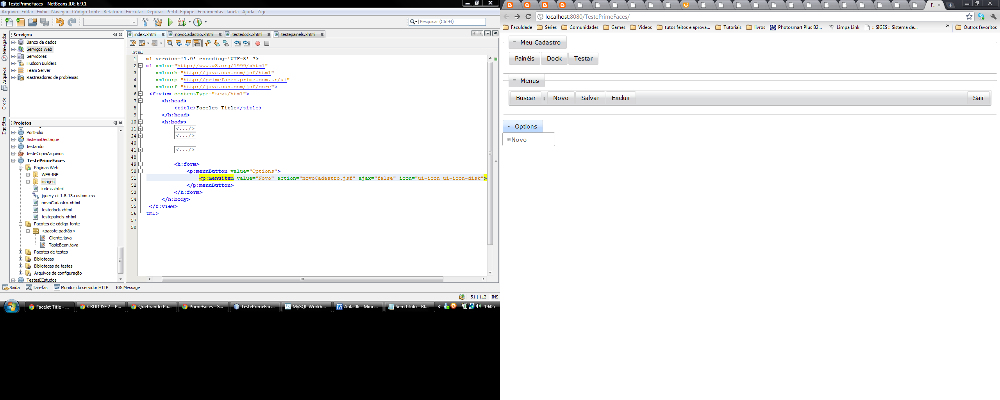 TestePrimeFaces - NetBeans IDE 6.9.1
Arquivo Editar Exibir Navegar Código-fonte Refatorar Executar Depurar Perfil Equipe Ferramentas Janela Ajuda Zigc
Pesquisar (Ctrl+I)
Navegador
Arquivos
Oracle
Zigc Sites
Serviços
Banco de dados
Serviços Web
Servidores
Hudson Builders
Team Server
Rastreadores de problemas
Projetos
PortFolio
SistemaDestaque
testando
testeCopiaArquivos
TestePrimeFaces
Páginas Web
WEB-INF
images
index.xhtml
jquery-ui-1.8.13.custom.css
novoCadastro.xhtml
testedock.xhtml
testepainels.xhtml
Pacotes de código-fonte
<pacote padrão>
Cliente.java
TableBean.java
Pacotes de testes
Bibliotecas
Bibliotecas de testes
Arquivos de configuração
TestesEEstudos
index.xhtml novoCadastro.xhtml testedock.xhtml testepainels.xhtml
html
1 ml version='1.0' encoding='UTF-8' ?>
2 ml xmlns="http://www.w3.org/1999/xhtml"
3 xmlns:h="http://java.sun.com/jsf/html"
4 xmlns:p="http://primefaces.prime.com.tr/ui"
5 xmlns:f="http://java.sun.com/jsf/core">
6 <f:view contentType="text/html">
7 <h:head>
8 <title>Facelet Title</title>
9 </h:head>
10 <h:body>
11 <.../>
24 <.../>
40
41 <.../>
48
49 <h:form>
50 <p:menuButton value="Options">
51 <p:menuitem value="Novo" action="novoCadastro.jsf" ajax="false" icon="ui-icon ui-icon-disk">
52 </p:menuButton>
53 </h:form>
54 </h:body>
55 </f:view>
56 tml>
57
58
Saída Tarefas Monitor do servidor HTTP IGS Message
51 | 112 INS
Facelet Title - ... CRUD JSF 2 – P... Quebrando Pa... PrimeFaces - S... TestePrimeFac... MySQL Workb... Aula 06 - Mini ... Sem título - Bl... < 19:05
F.
localhost:8080/TestePrimeFaces/
Faculdade Séries Comunidades Games Videos tutos feitos e aprova... Tutoriais livros Photosmart Plus B2... Limpa Link :: SIGES :: Sistema de... » Outros favoritos
Meu Cadastro
Painéis Dock Testar
Menus
Buscar Novo Salvar Excluir Sair
Options
Novo